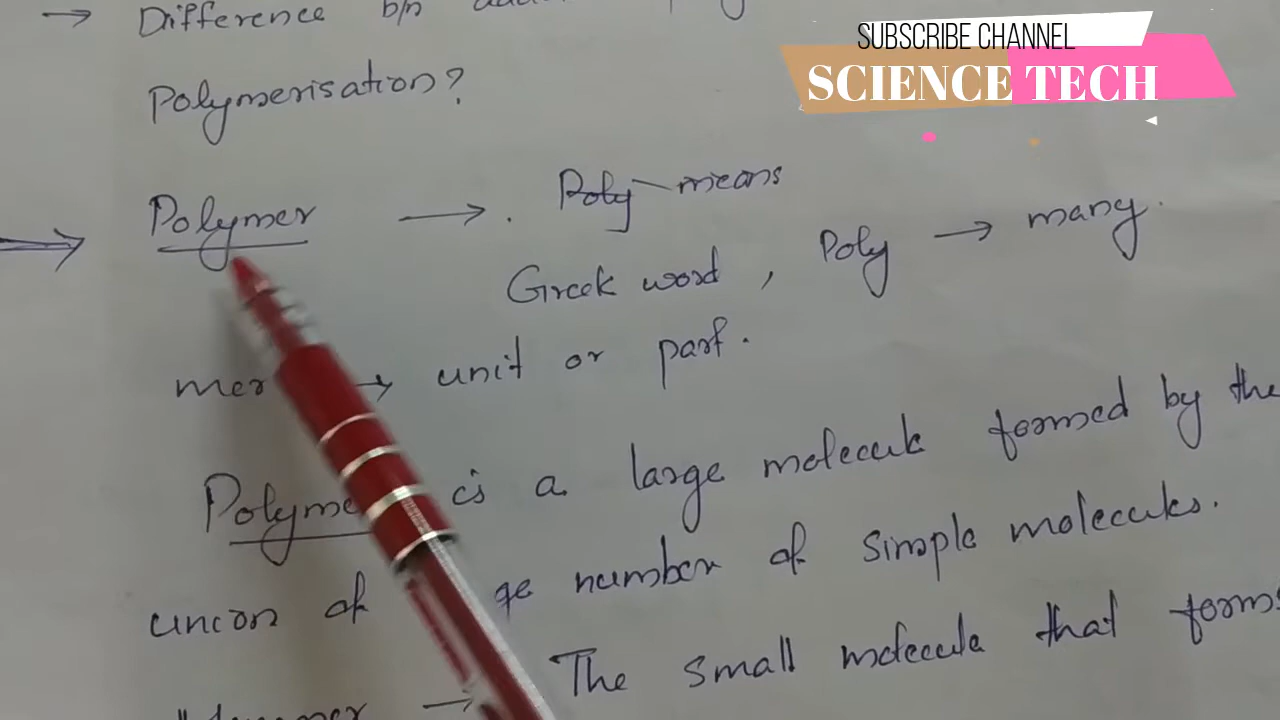 → Difference b/n
SUBSCRIBE CHANNEL
SCIENCE TECH
Polymerisation?
Polymer → . Poly means
Greek word , Poly → many.
mer → unit or part.
Polymer is a large molecule formed by the
union of number of simple molecules.
→ The small molecule that forms